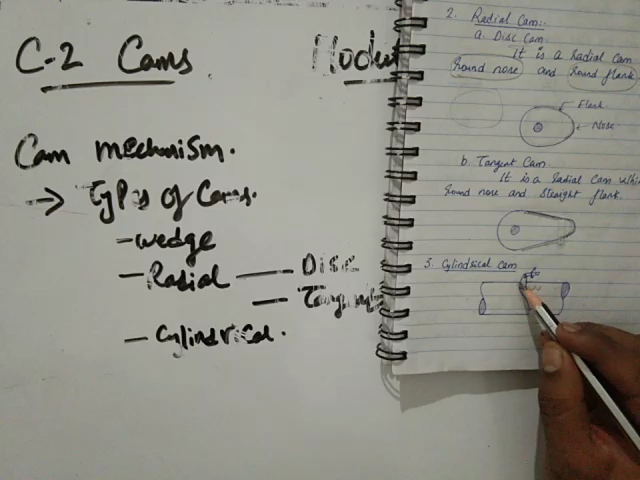 C-2 Cams
Cam mechanism.
→ Types of Cams.
- wedge
- Radial — Disc
— Tangent
- Cylindrical.
2. Radial Cam:-
a. Disc Cam
It is a Radial Cam
Round nose and Round flank
Flank
Nose
b. Tangent Cam
It is a Radial Cam
Round nose and Straight flank.
3. Cylindrical Cam